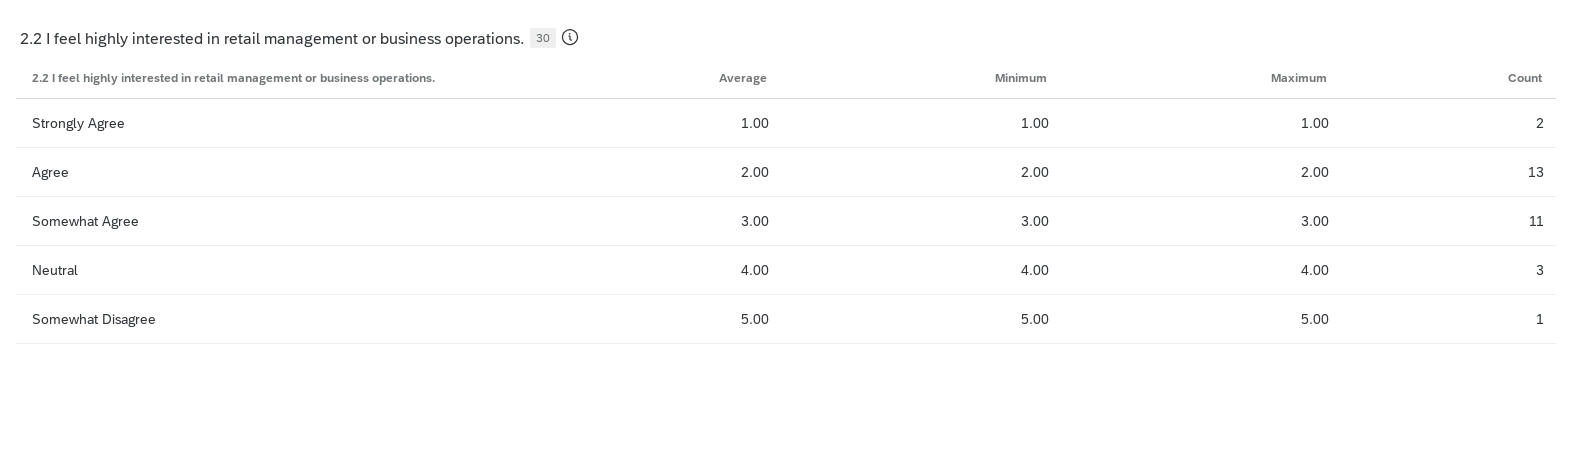 2.2 I feel highly interested in retail management or business operations. 30
2.2 I feel highly interested in retail management or business operations. Average Minimum Maximum Count
Strongly Agree 1.00 1.00 1.00 2
Agree 2.00 2.00 2.00 13
Somewhat Agree 3.00 3.00 3.00 11
Neutral 4.00 4.00 4.00 3
Somewhat Disagree 5.00 5.00 5.00 1